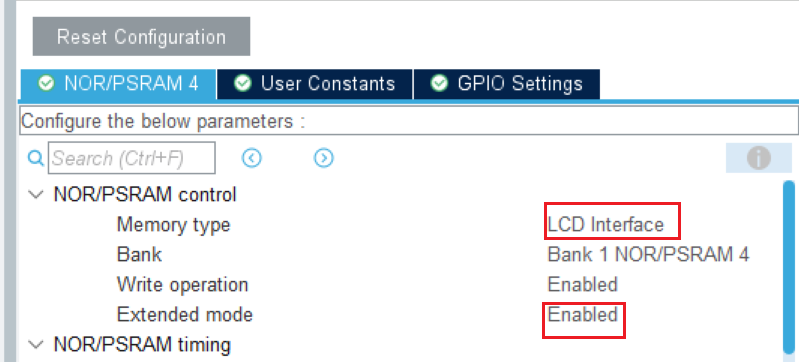 Reset Configuration
NOR/PSRAM 4 User Constants GPIO Settings
Configure the below parameters :
Search (Ctrl+F)
NOR/PSRAM control
Memory type LCD Interface
Bank Bank 1 NOR/PSRAM 4
Write operation Enabled
Extended mode Enabled
NOR/PSRAM timing